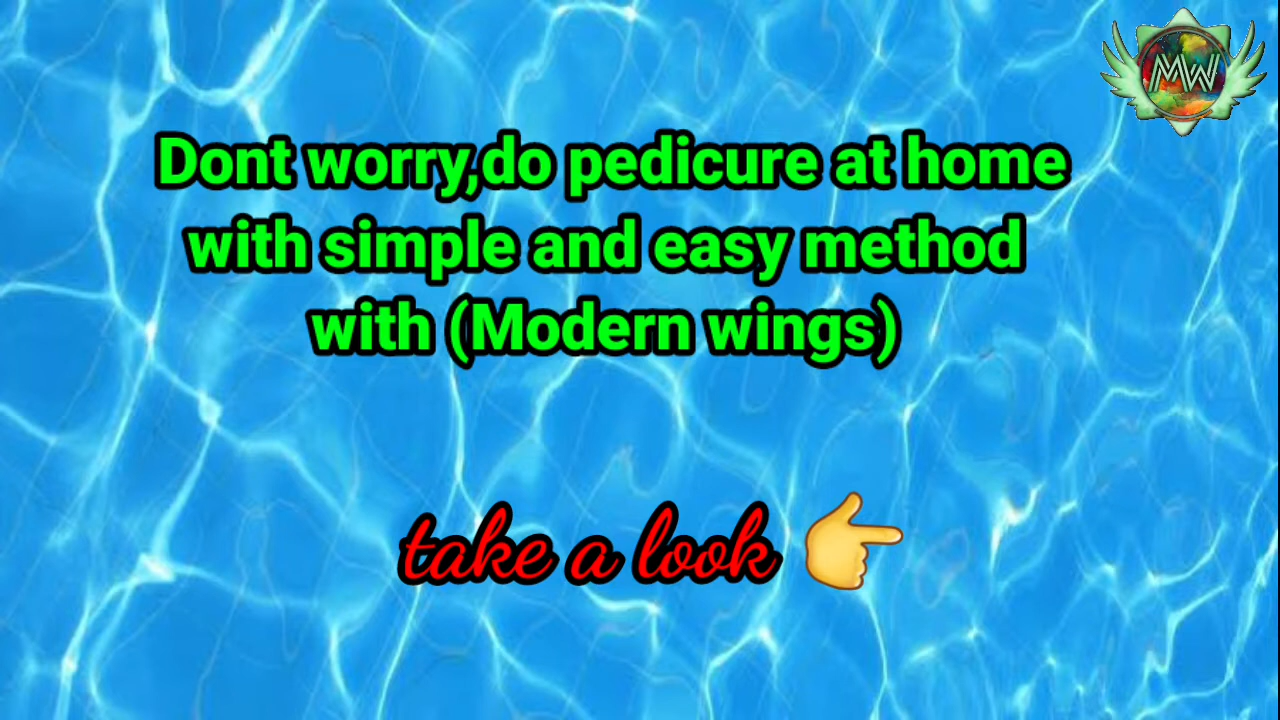 MW
Dont worry,do pedicure at home
with simple and easy method
with (Modern wings)
take a look